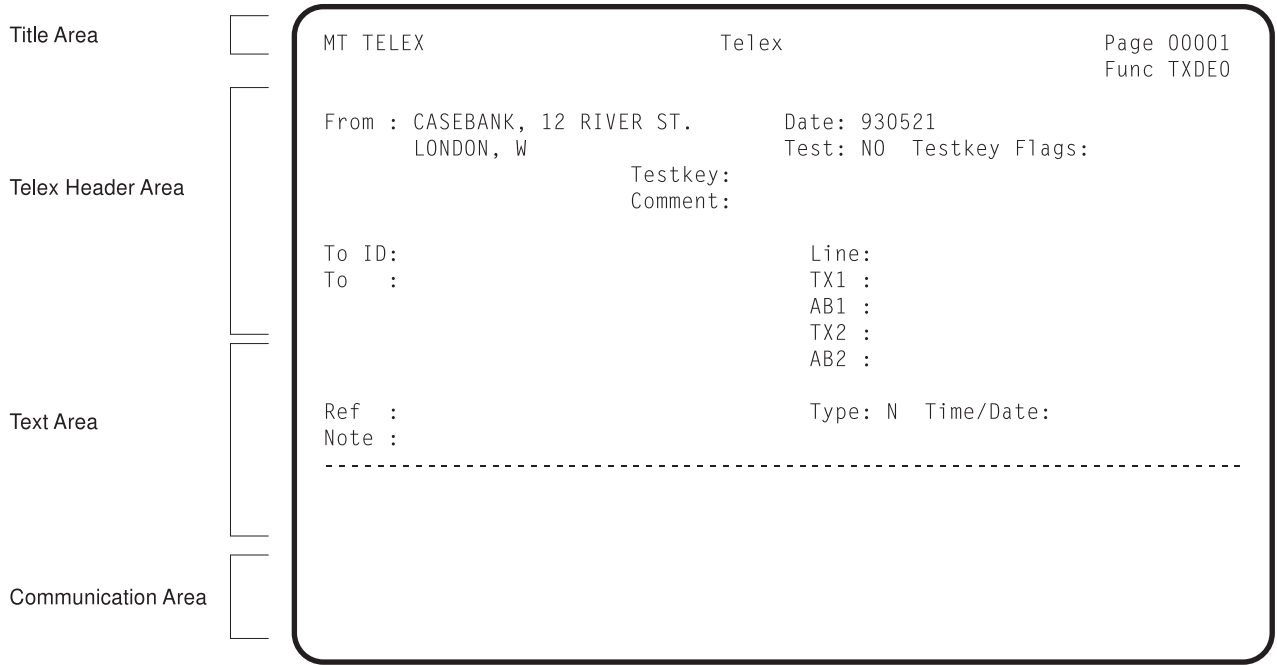 Title Area
MT TELEX Telex Page 00001
Func TXDE0
From : CASEBANK, 12 RIVER ST. Date: 930521
LONDON, W Test: NO Testkey Flags:
Telex Header Area
Testkey:
Comment:
To ID: Line:
To : TX1 :
AB1 :
TX2 :
AB2 :
Text Area
Ref : Type: N Time/Date:
Note :
------------------------------------------------------------------------
Communication Area